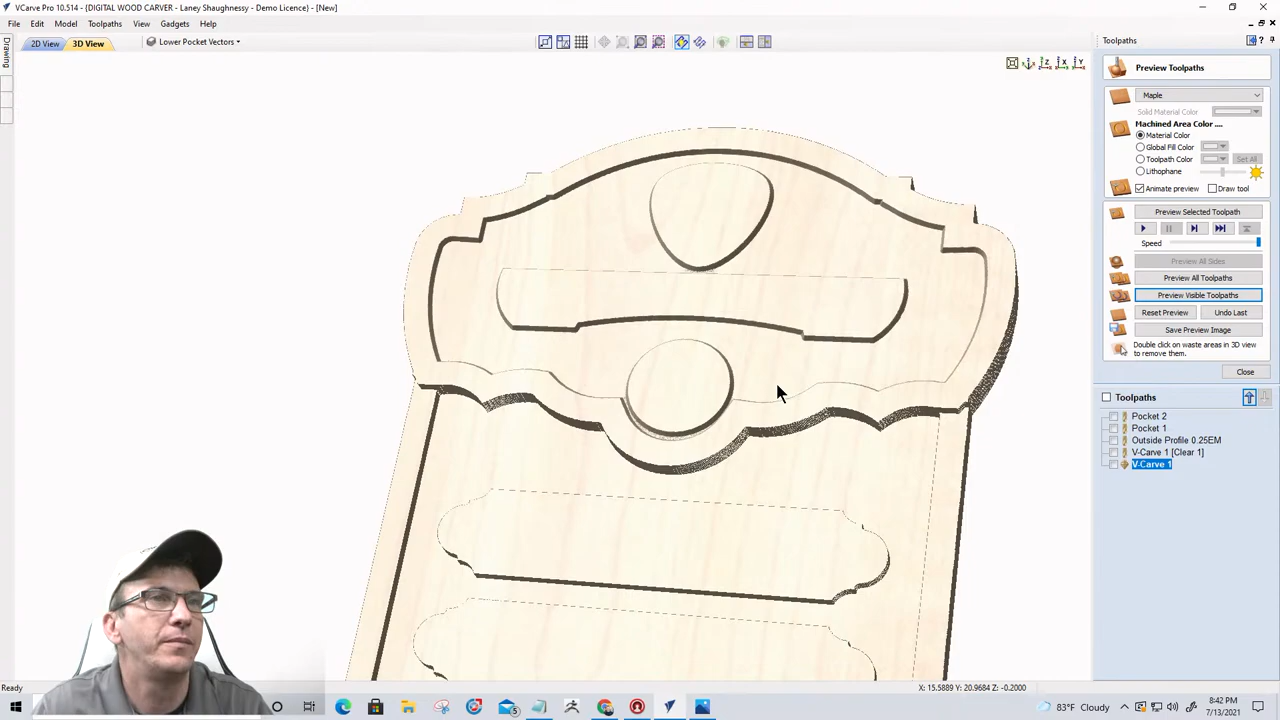 VCarve Pro 10.514 - {DIGITAL WOOD CARVER - Laney Shaughnessy - Demo Licence} - [New]
File Edit Model Toolpaths View Gadgets Help
2D View 3D View Lower Pocket Vectors
Drawing
Toolpaths
Preview Toolpaths
Maple
Solid Material Color
Machined Area Color ....
Material Color
Global Fill Color
Toolpath Color Set All
Lithophane
Animate preview Draw tool
Preview Selected Toolpath
Speed
Preview All Sides
Preview All Toolpaths
Preview Visible Toolpaths
Reset Preview Undo Last
Save Preview Image
Double click on waste areas in 3D view
to remove them.
Close
Toolpaths
Pocket 2
Pocket 1
Outside Profile 0.25EM
V-Carve 1 [Clear 1]
V-Carve 1
Ready X: 15.5889 Y: 20.9684 Z: -0.2000
5
83°F Cloudy
8:42 PM
7/13/2021